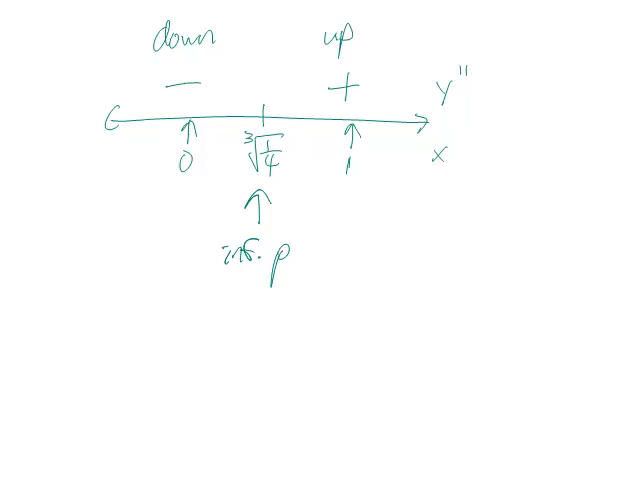 down up
− + y''
0 ∛(1/4) 1 x
inf. p